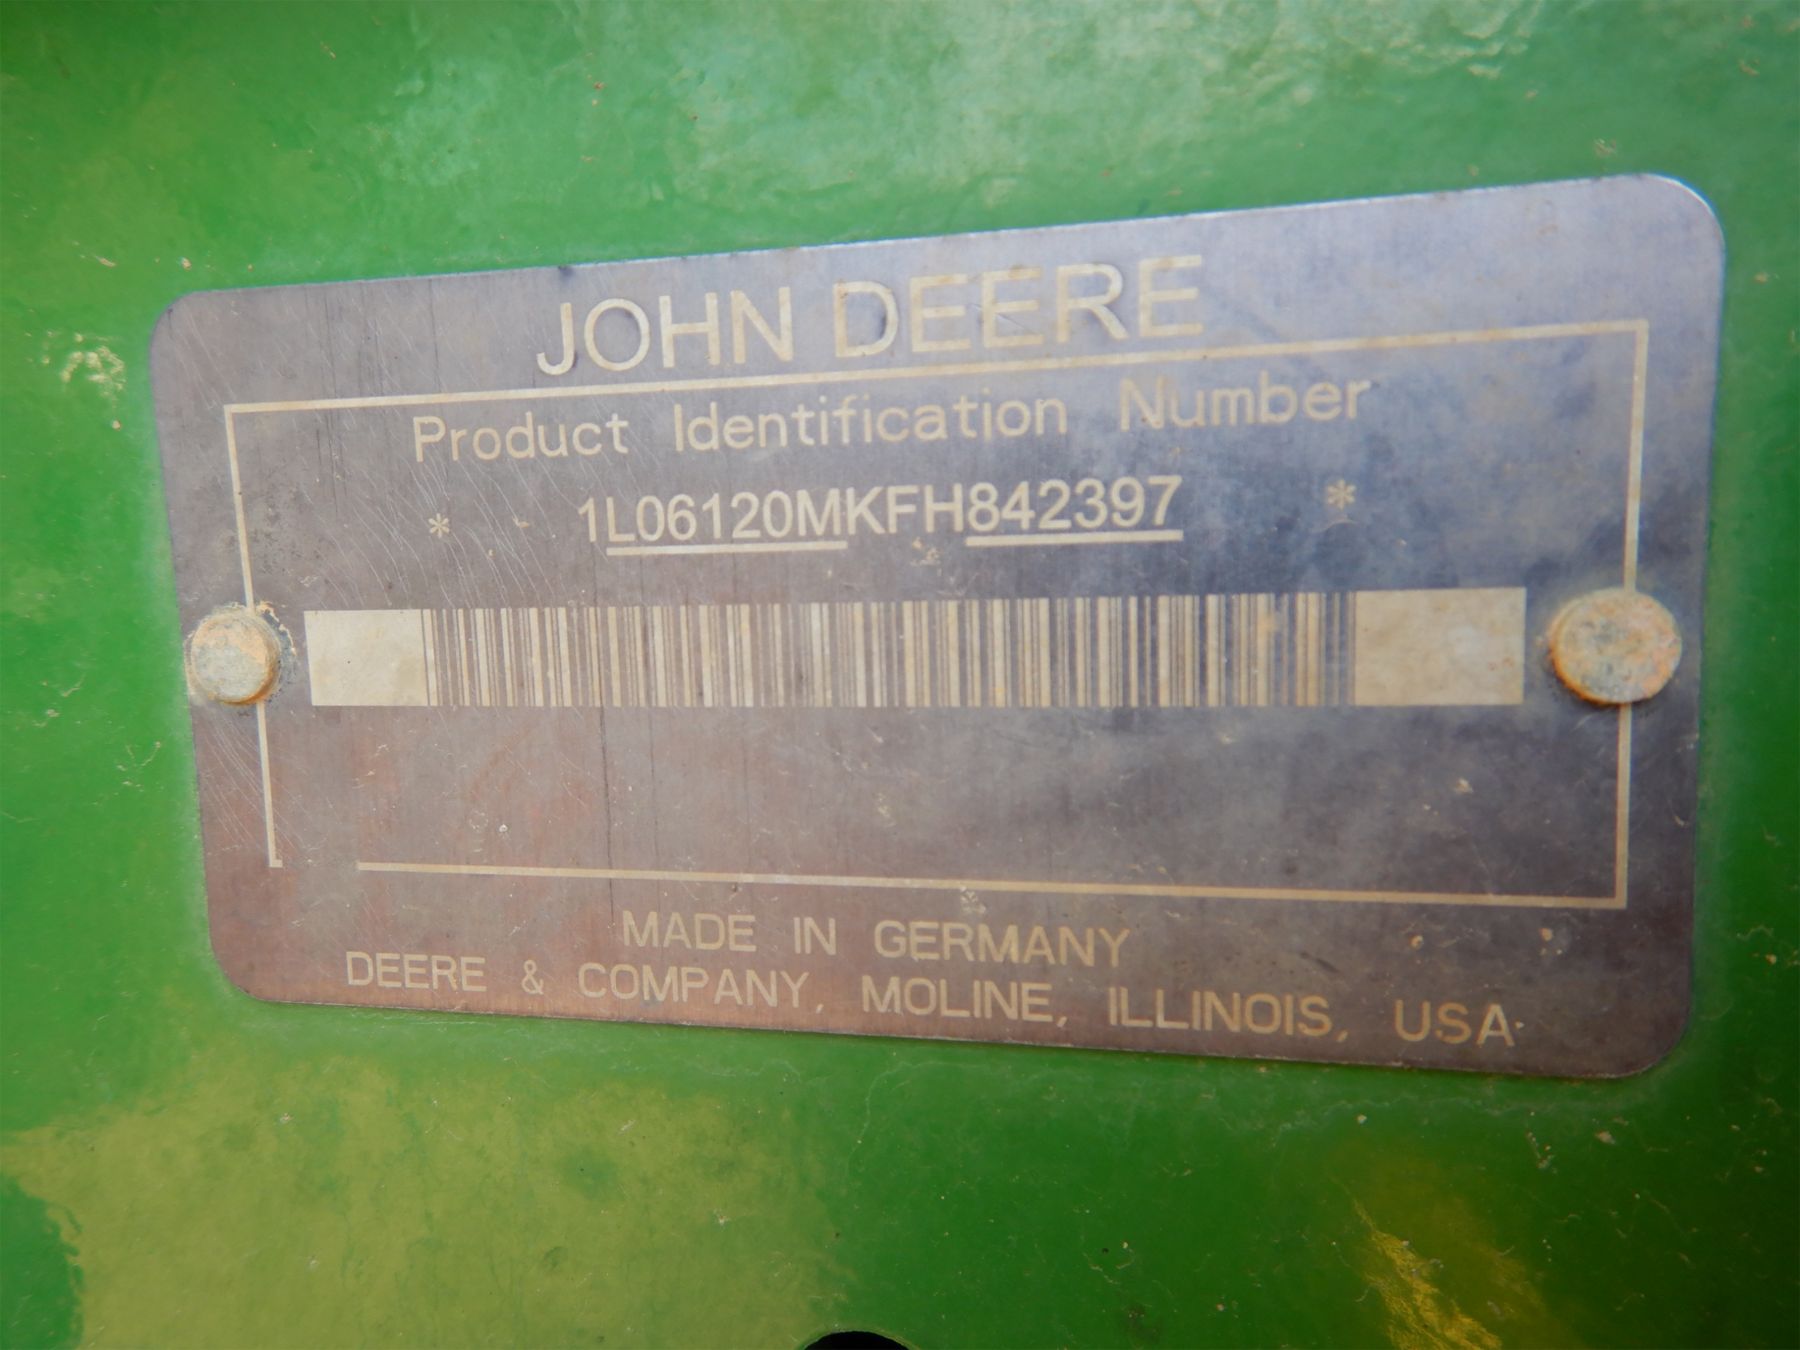 JOHN DEERE
Product Identification Number
* 1L06120MKFH842397 *
MADE IN GERMANY
DEERE & COMPANY, MOLINE, ILLINOIS, USA